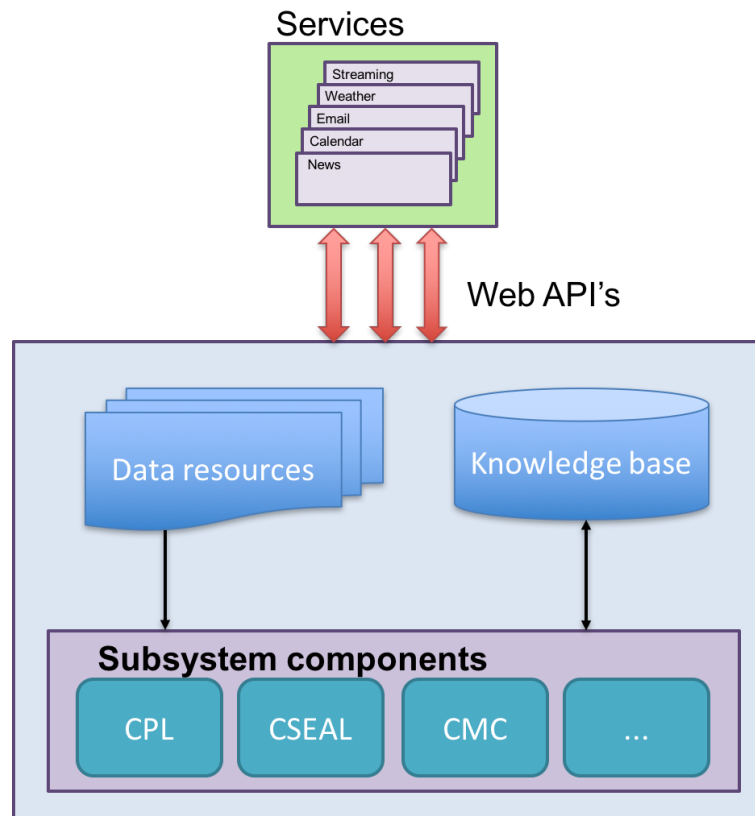 Services
Streaming
Weather
Email
Calendar
News
Web API's
Data resources
Knowledge base
Subsystem components
CPL
CSEAL
CMC
...